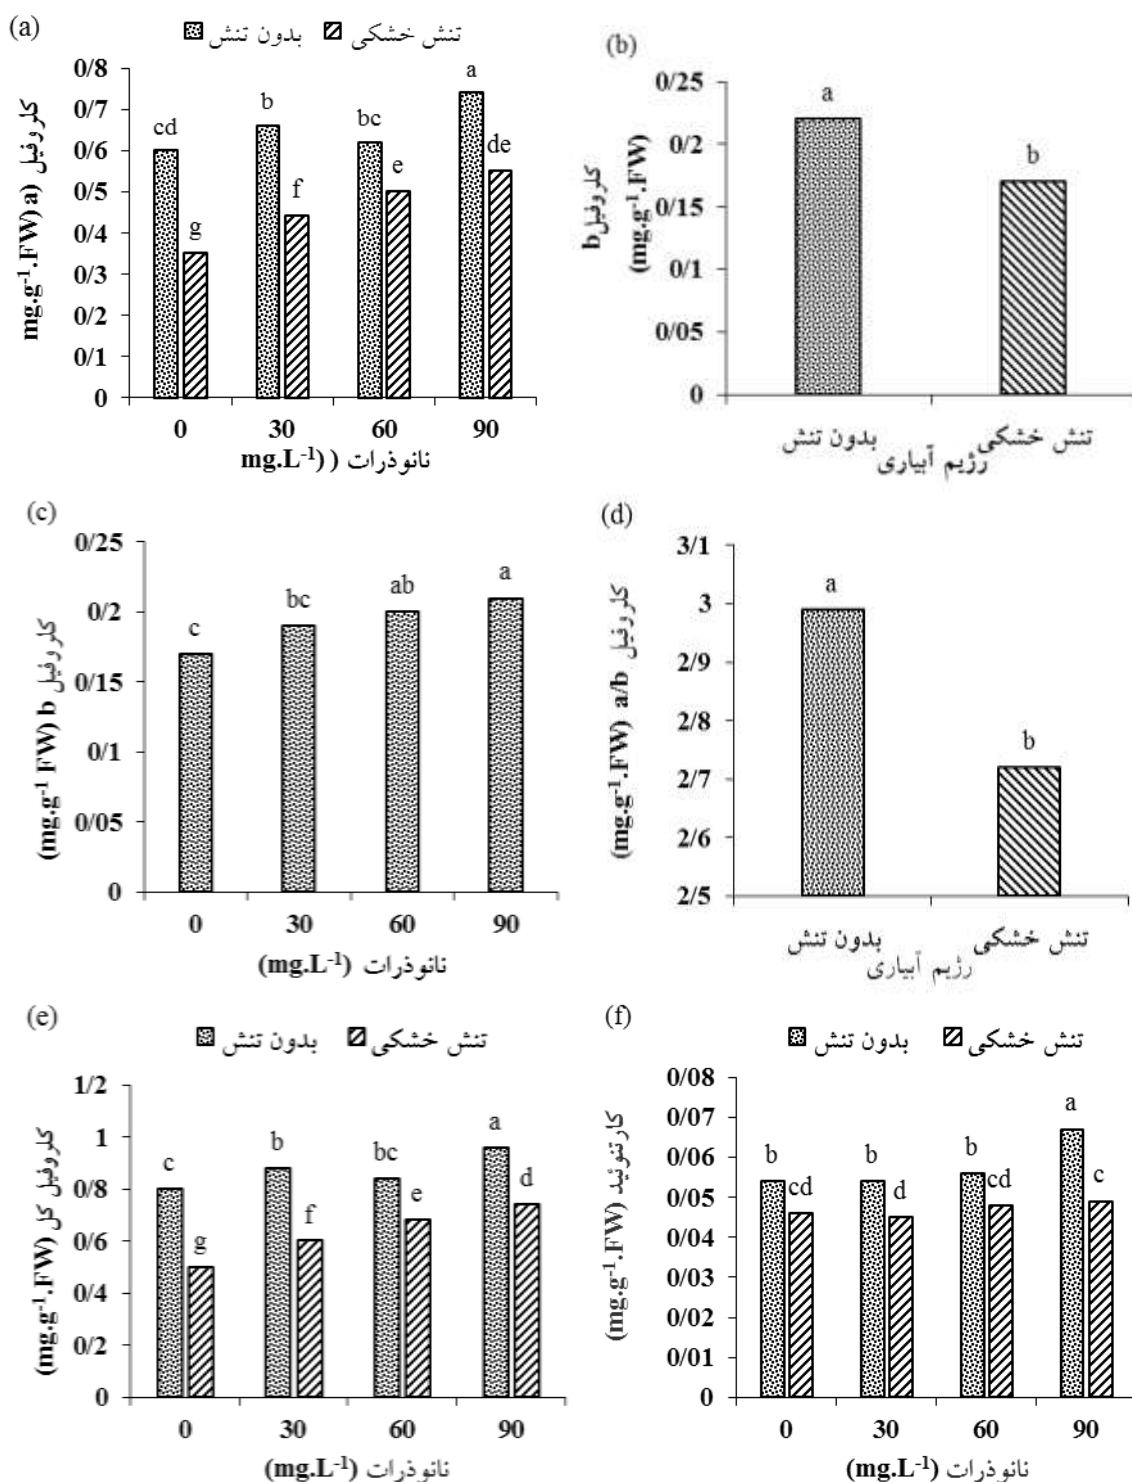 (a)
بدون تنش تنش خشکی
کلروفیل a) mg.g-1.FW)
0/8
0/7
0/6
0/5
0/4
0/3
0/2
0/1
0
cd g b f bc e a de
0 30 60 90
نانوذرات ( (mg.L-1)
(b)
کلروفیل b
(mg.g-1.FW)
0/25
0/2
0/15
0/1
0/05
0
a b
بدون تنش تنش خشکی
رژیم آبیاری
(c)
کلروفیل b (mg.g-1 FW)
0/25
0/2
0/15
0/1
0/05
0
c bc ab a
0 30 60 90
نانوذرات (mg.L-1)
(d)
کلروفیل a/b (mg.g-1.FW)
3/1
3
2/9
2/8
2/7
2/6
2/5
a b
بدون تنش تنش خشکی
رژیم آبیاری
(e)
بدون تنش تنش خشکی
کلروفیل کل (mg.g-1.FW)
1/2
1
0/8
0/6
0/4
0/2
0
c g b f bc e a d
0 30 60 90
نانوذرات (mg.L-1)
(f)
بدون تنش تنش خشکی
کارتنوئید (mg.g-1.FW)
0/08
0/07
0/06
0/05
0/04
0/03
0/02
0/01
0
b cd b d b cd a c
0 30 60 90
نانوذرات (mg.L-1)